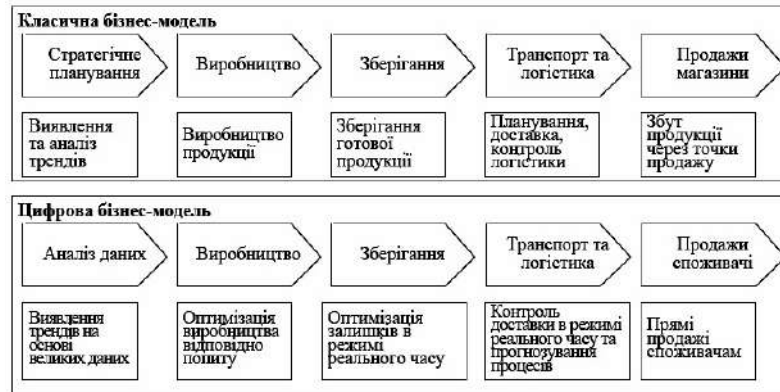 Класична бізнес-модель
Стратегічне
планування
Виробництво
Зберігання
Транспорт та
логістика
Продажи
магазини
Виявлення
та аналіз
трендів
Виробництво
продукції
Зберігання
готової
продукції
Планування,
доставка,
контроль
логістики
Збут
продукції
через точки
продажу
Цифрова бізнес-модель
Аналіз даних
Виробництво
Зберігання
Транспорт та
логістика
Продажи
споживачі
Виявлення
трендів на
основі
великих даних
Оптимізація
виробництва
відповідно
попиту
Оптимізація
залишків в
режимі
реального часу
Контроль
доставки в режимі
реального часу та
прогнозування
процесів
Прямі
продажі
споживачам